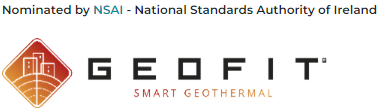 Nominated by NSAI - National Standards Authority of Ireland
GEOFIT
SMART GEOTHERMAL